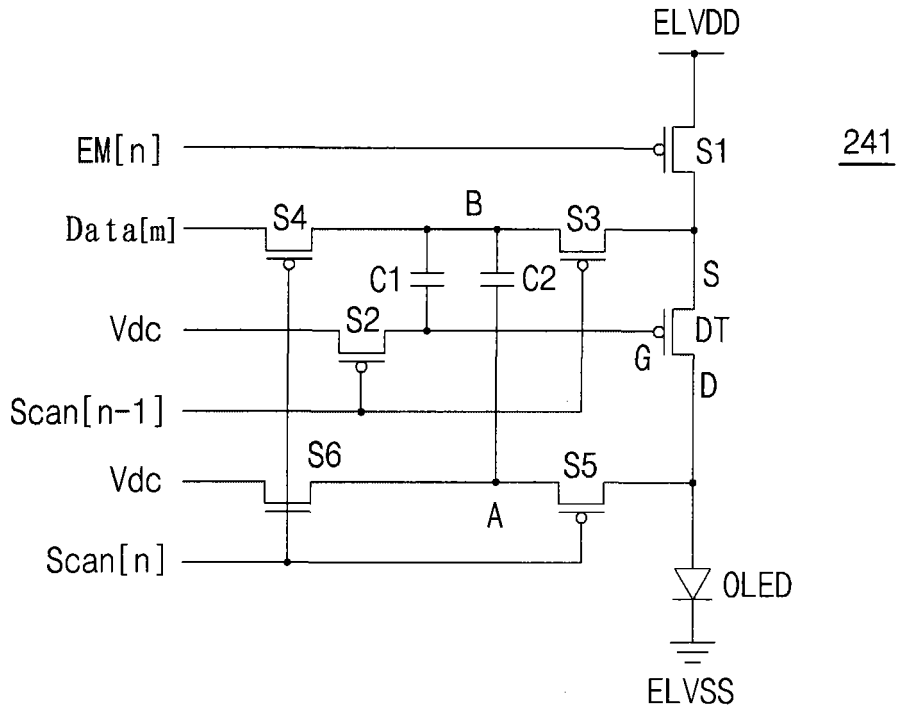 ELVDD
EM[n]
S1
241
Data[m]
S4
B
S3
C1
C2
S
Vdc
S2
G
DT
D
Scan[n-1]
S6
Vdc
S5
A
Scan[n]
OLED
ELVSS